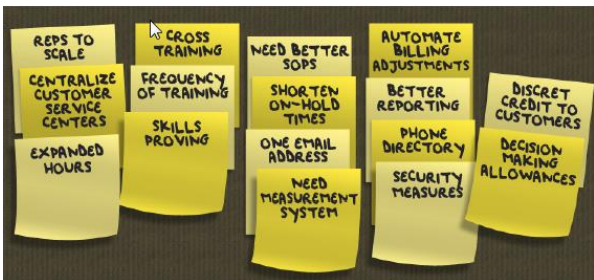 REPS TO
SCALE
CENTRALIZE
CUSTOMER
SERVICE
CENTERS
EXPANDED
HOURS
CROSS
TRAINING
FREQUENCY
OF TRAINING
SKILLS
PROVING
NEED BETTER
SOPS
SHORTEN
ON-HOLD
TIMES
ONE EMAIL
ADDRESS
NEED
MEASUREMENT
SYSTEM
AUTOMATE
BILLING
ADJUSTMENTS
BETTER
REPORTING
PHONE
DIRECTORY
SECURITY
MEASURES
DISCRET
CREDIT TO
CUSTOMERS
DECISION
MAKING
ALLOWANCES